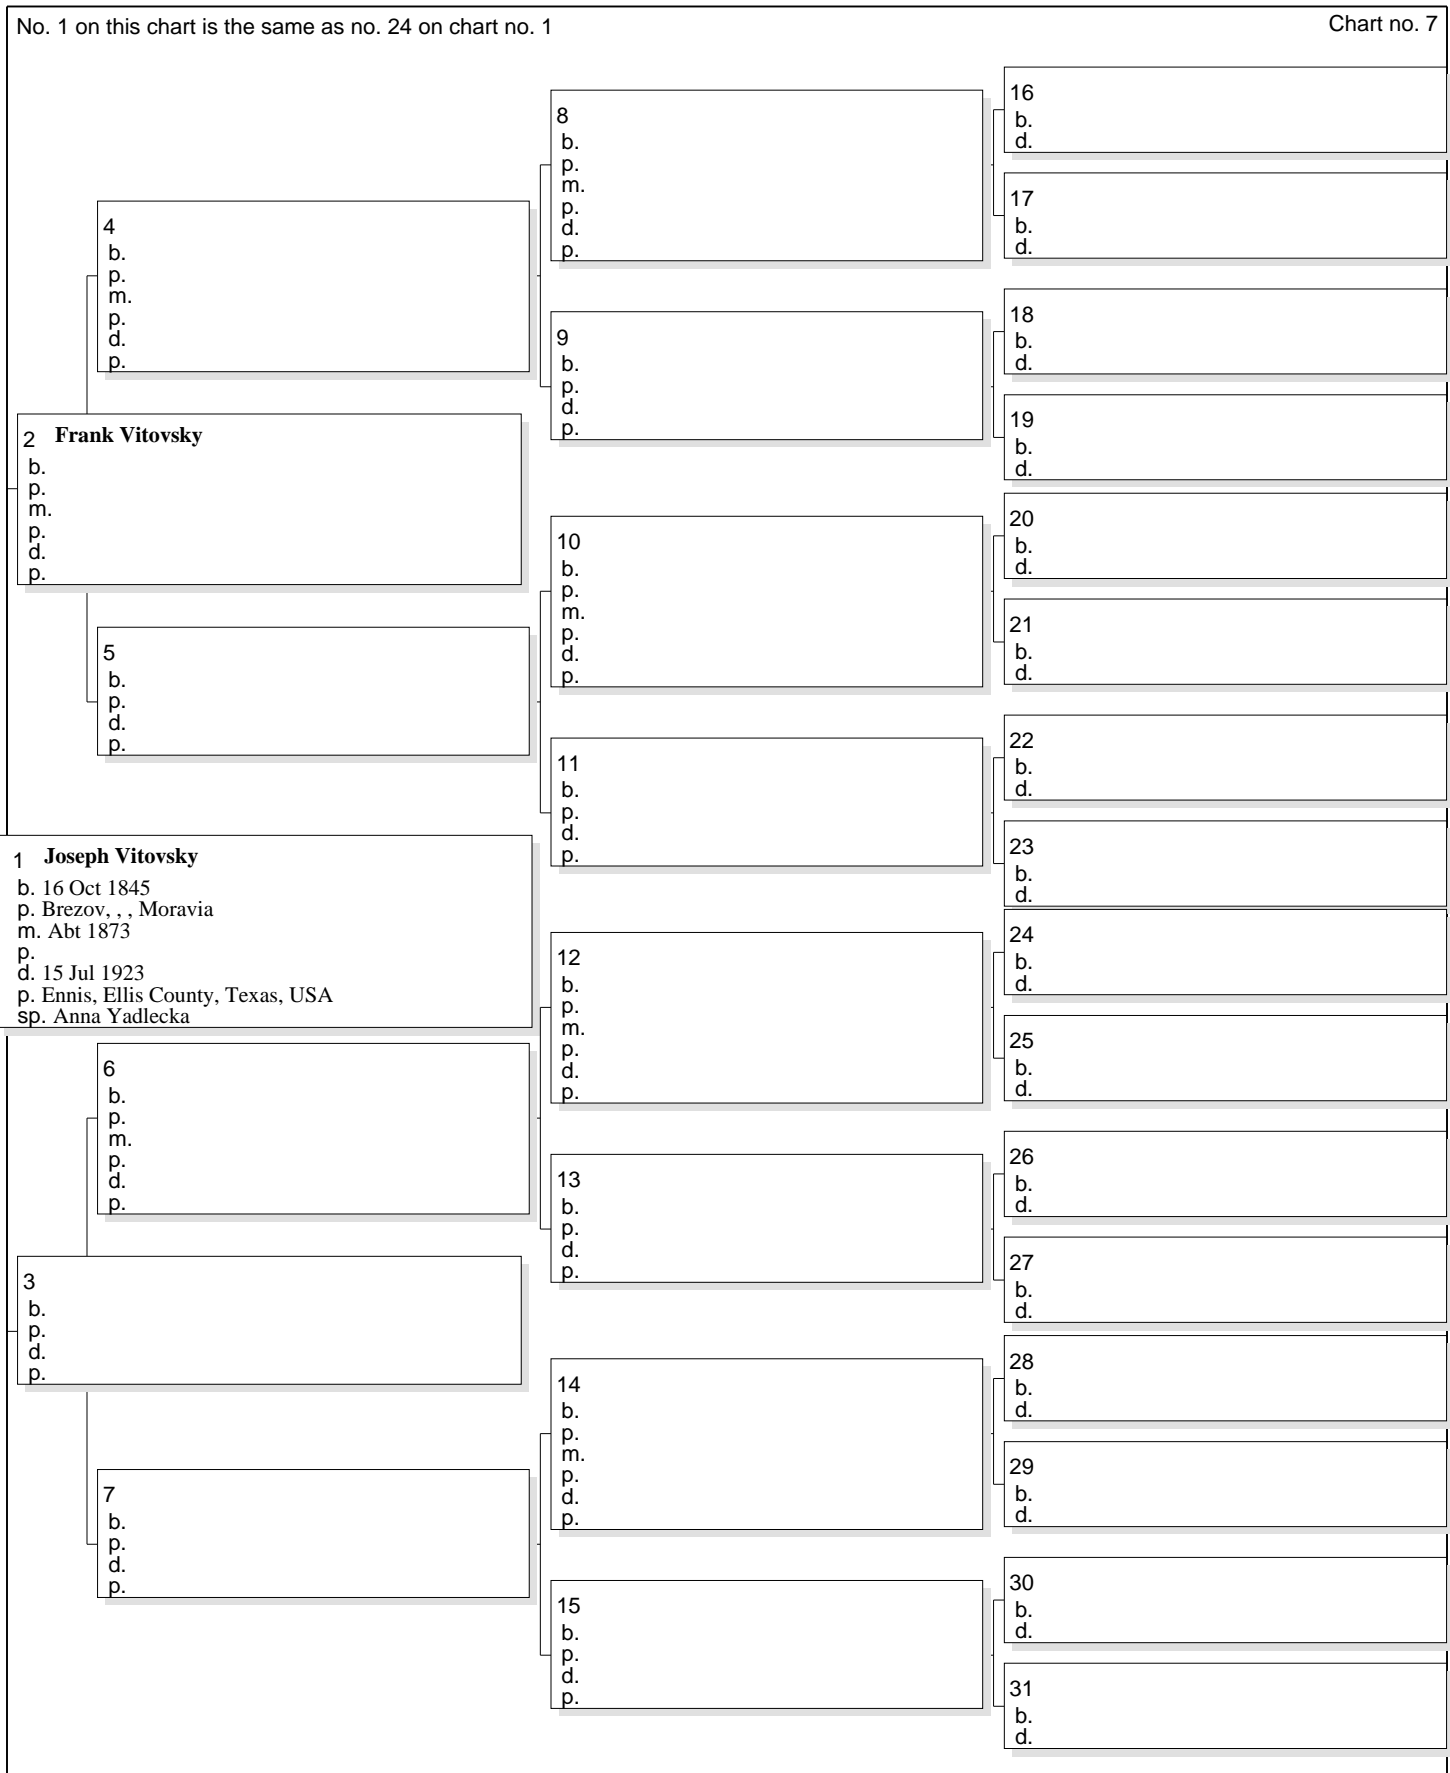 No. 1 on this chart is the same as no. 24 on chart no. 1
Chart no. 7
16
b.
d.
8
b.
p.
m.
p.
d.
p.
17
b.
d.
4
b.
p.
m.
p.
d.
p.
18
b.
d.
9
b.
p.
d.
p.
19
b.
d.
2 Frank Vitovsky
b.
p.
m.
p.
d.
p.
20
b.
d.
10
b.
p.
m.
p.
d.
p.
21
b.
d.
5
b.
p.
d.
p.
22
b.
d.
11
b.
p.
d.
p.
23
b.
d.
1 Joseph Vitovsky
b. 16 Oct 1845
p. Brezov, , , Moravia
m. Abt 1873
p.
d. 15 Jul 1923
p. Ennis, Ellis County, Texas, USA
sp. Anna Yadlecka
24
b.
d.
12
b.
p.
m.
p.
d.
p.
25
b.
d.
6
b.
p.
m.
p.
d.
p.
26
b.
d.
13
b.
p.
d.
p.
27
b.
d.
3
b.
p.
d.
p.
28
b.
d.
14
b.
p.
m.
p.
d.
p.
29
b.
d.
7
b.
p.
d.
p.
30
b.
d.
15
b.
p.
d.
p.
31
b.
d.